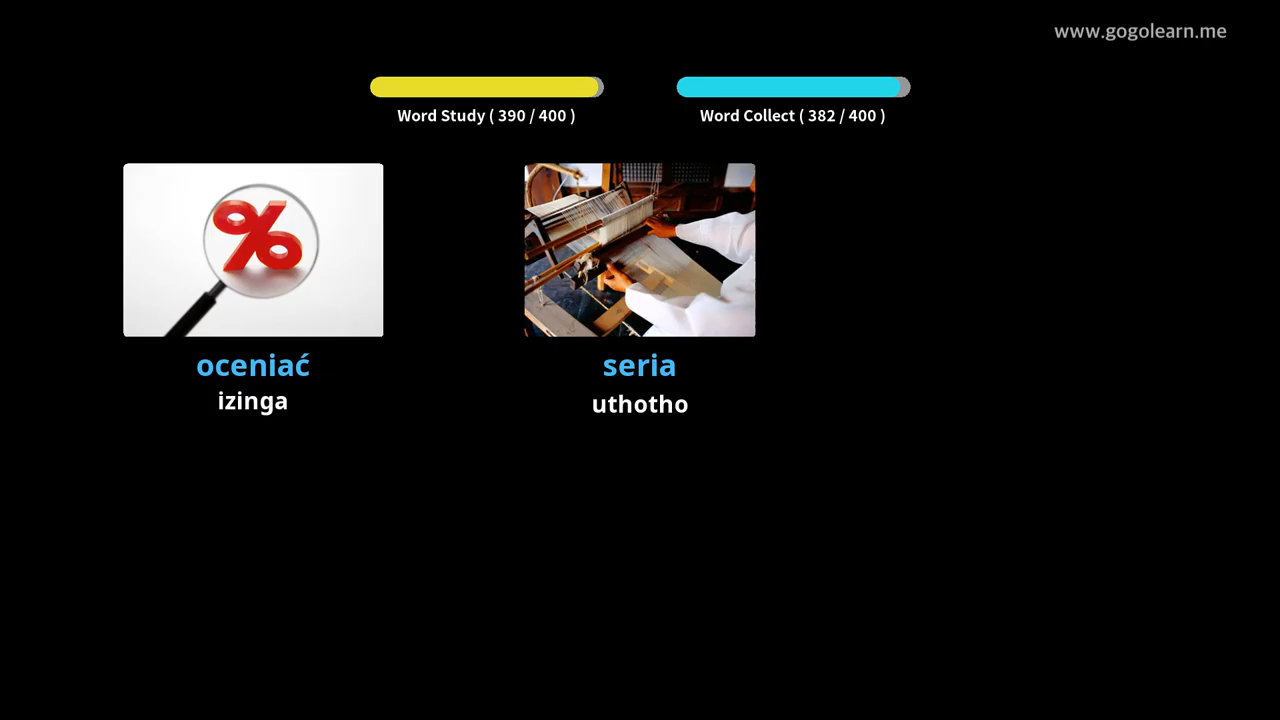 www.gogolearn.me
Word Study ( 390 / 400 )
Word Collect ( 382 / 400 )
oceniać
izinga
seria
uthotho